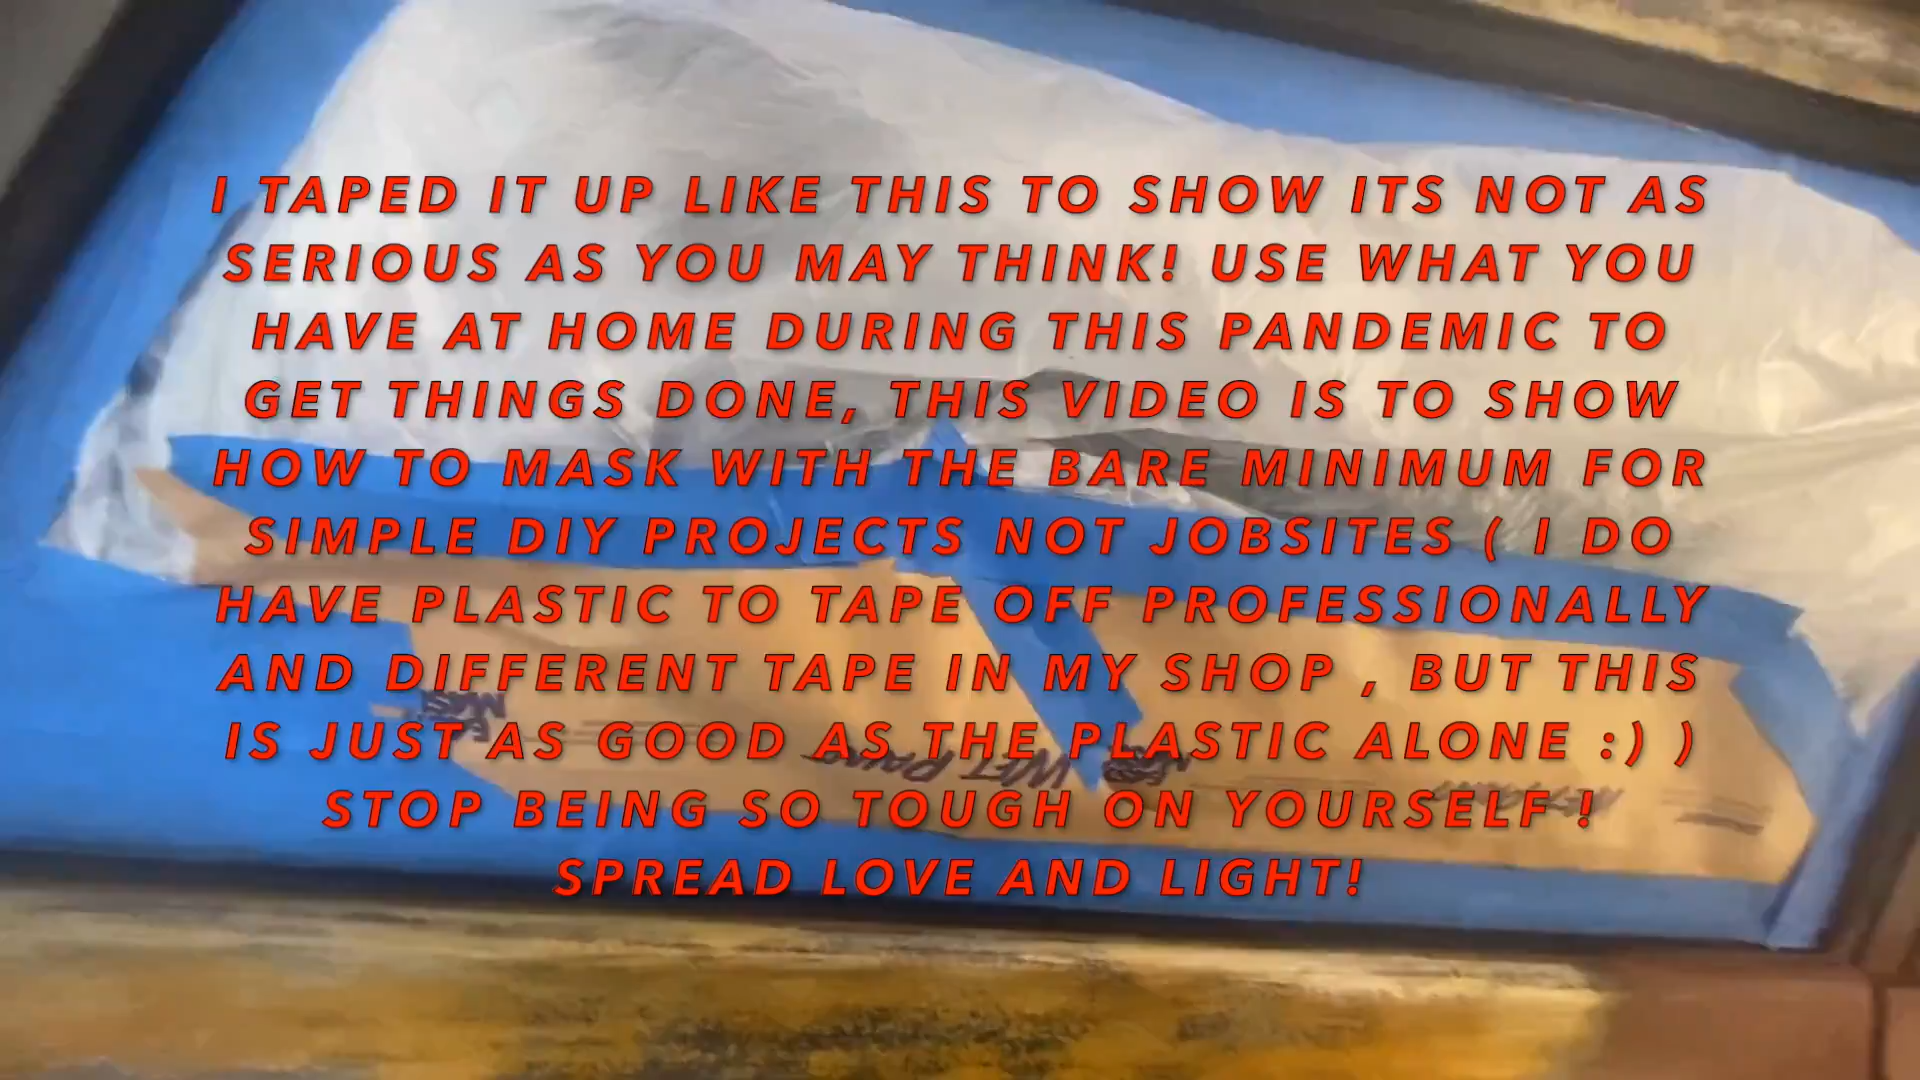 I TAPED IT UP LIKE THIS TO SHOW ITS NOT AS
SERIOUS AS YOU MAY THINK! USE WHAT YOU
HAVE AT HOME DURING THIS PANDEMIC TO
GET THINGS DONE, THIS VIDEO IS TO SHOW
HOW TO MASK WITH THE BARE MINIMUM FOR
SIMPLE DIY PROJECTS NOT JOBSITES ( I DO
HAVE PLASTIC TO TAPE OFF PROFESSIONALLY
AND DIFFERENT TAPE IN MY SHOP , BUT THIS
IS JUST AS GOOD AS THE PLASTIC ALONE :) )
STOP BEING SO TOUGH ON YOURSELF !
SPREAD LOVE AND LIGHT!
WET PAINT